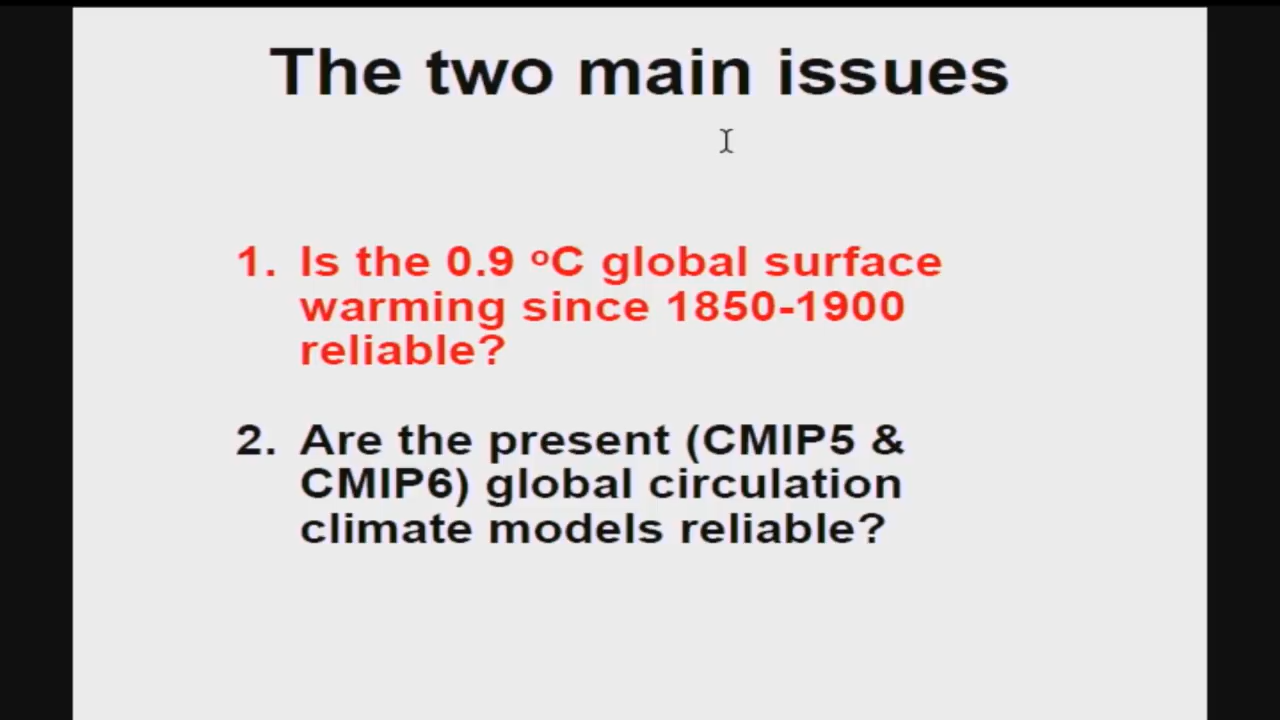 The two main issues
1. Is the 0.9 ºC global surface
warming since 1850-1900
reliable?
2. Are the present (CMIP5 &
CMIP6) global circulation
climate models reliable?